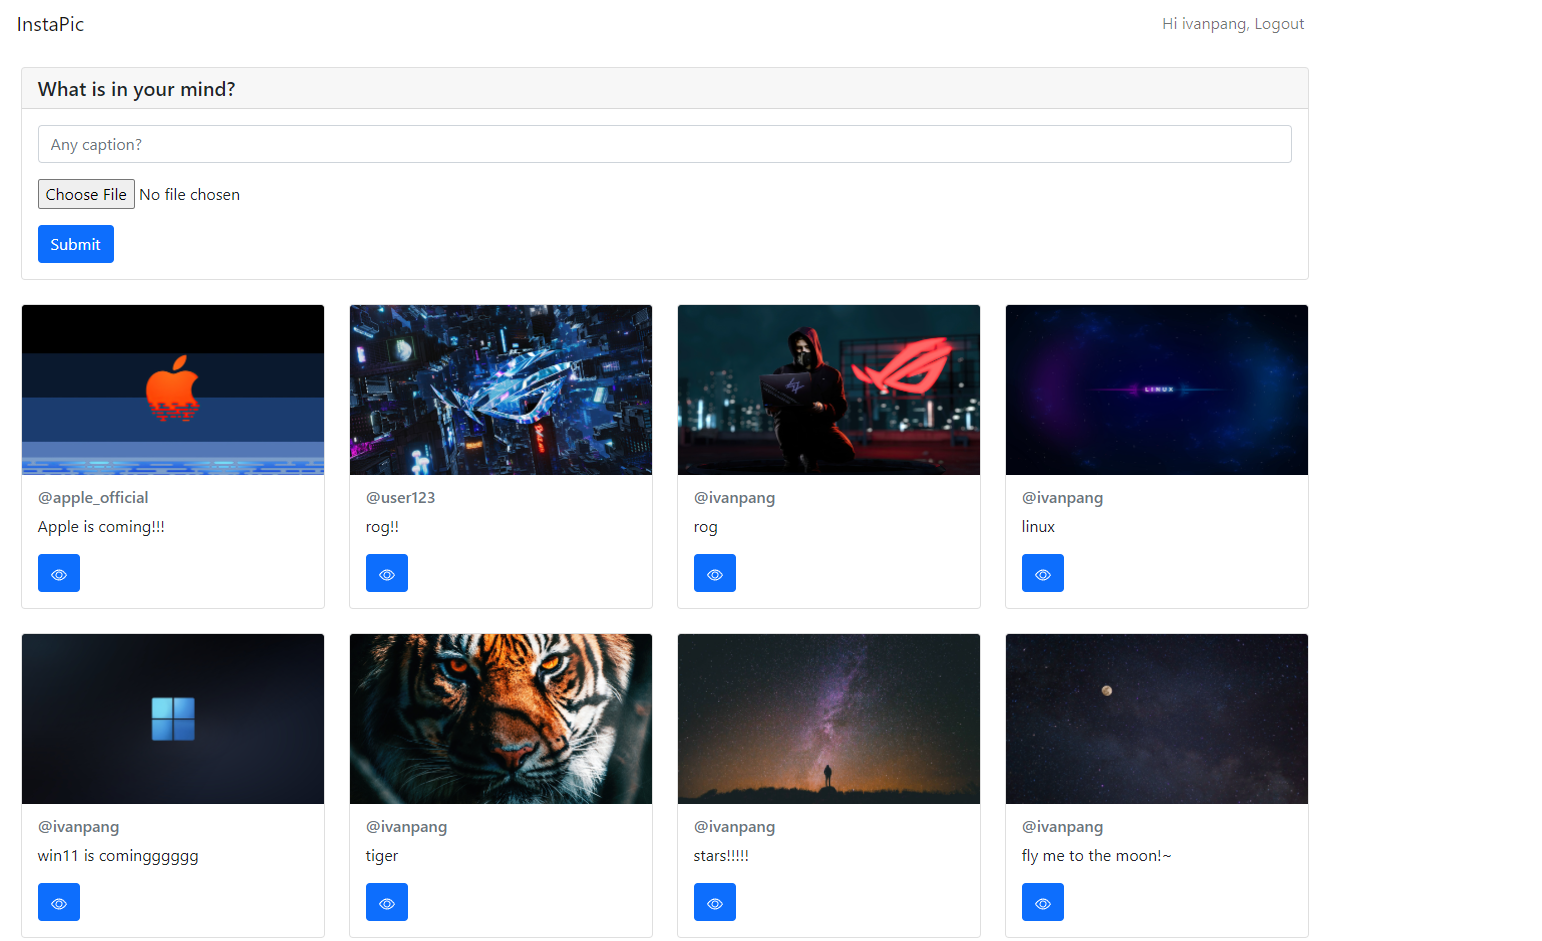 InstaPic
Hi ivanpang, Logout
What is in your mind?
Any caption?
Choose File No file chosen
Submit
LINUX
@apple_official
Apple is coming!!!
@user123
rog!!
@ivanpang
rog
@ivanpang
linux
@ivanpang
win11 is comingggggg
@ivanpang
tiger
@ivanpang
stars!!!!!
@ivanpang
fly me to the moon!~